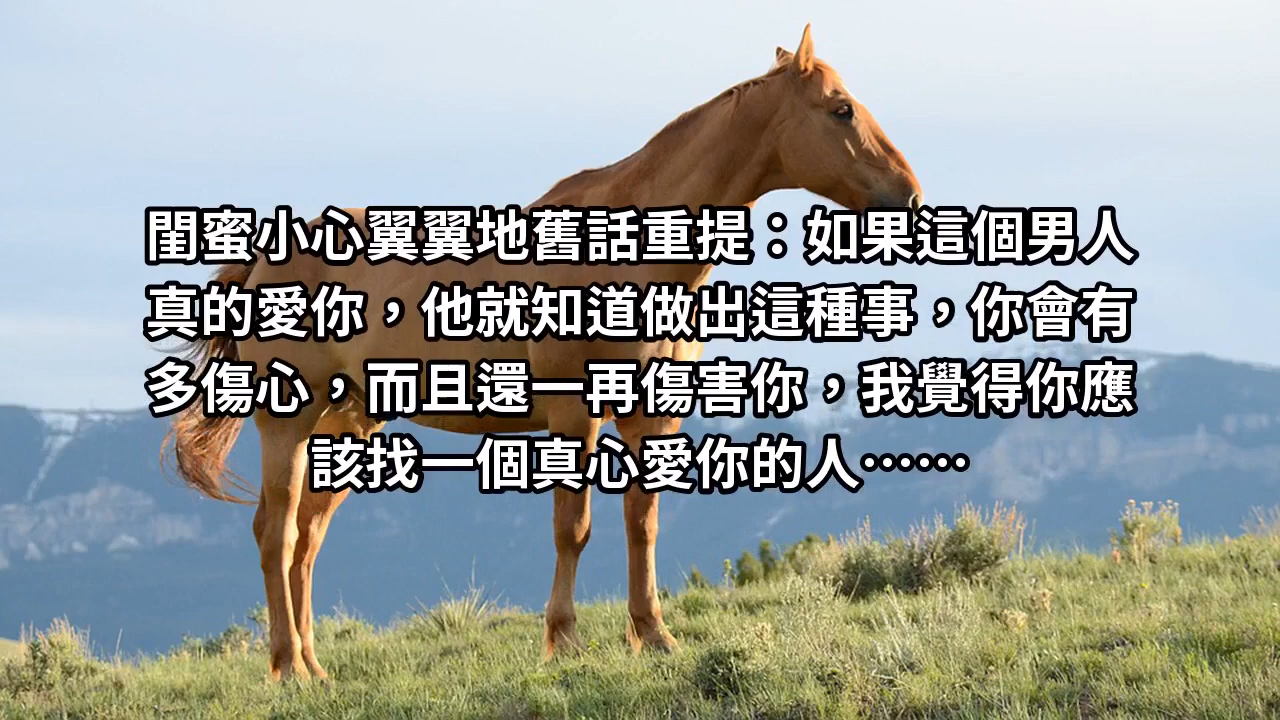 閨蜜小心翼翼地舊話重提：如果這個男人
真的愛你，他就知道做出這種事，你會有
多傷心，而且還一再傷害你，我覺得你應
該找一個真心愛你的人……